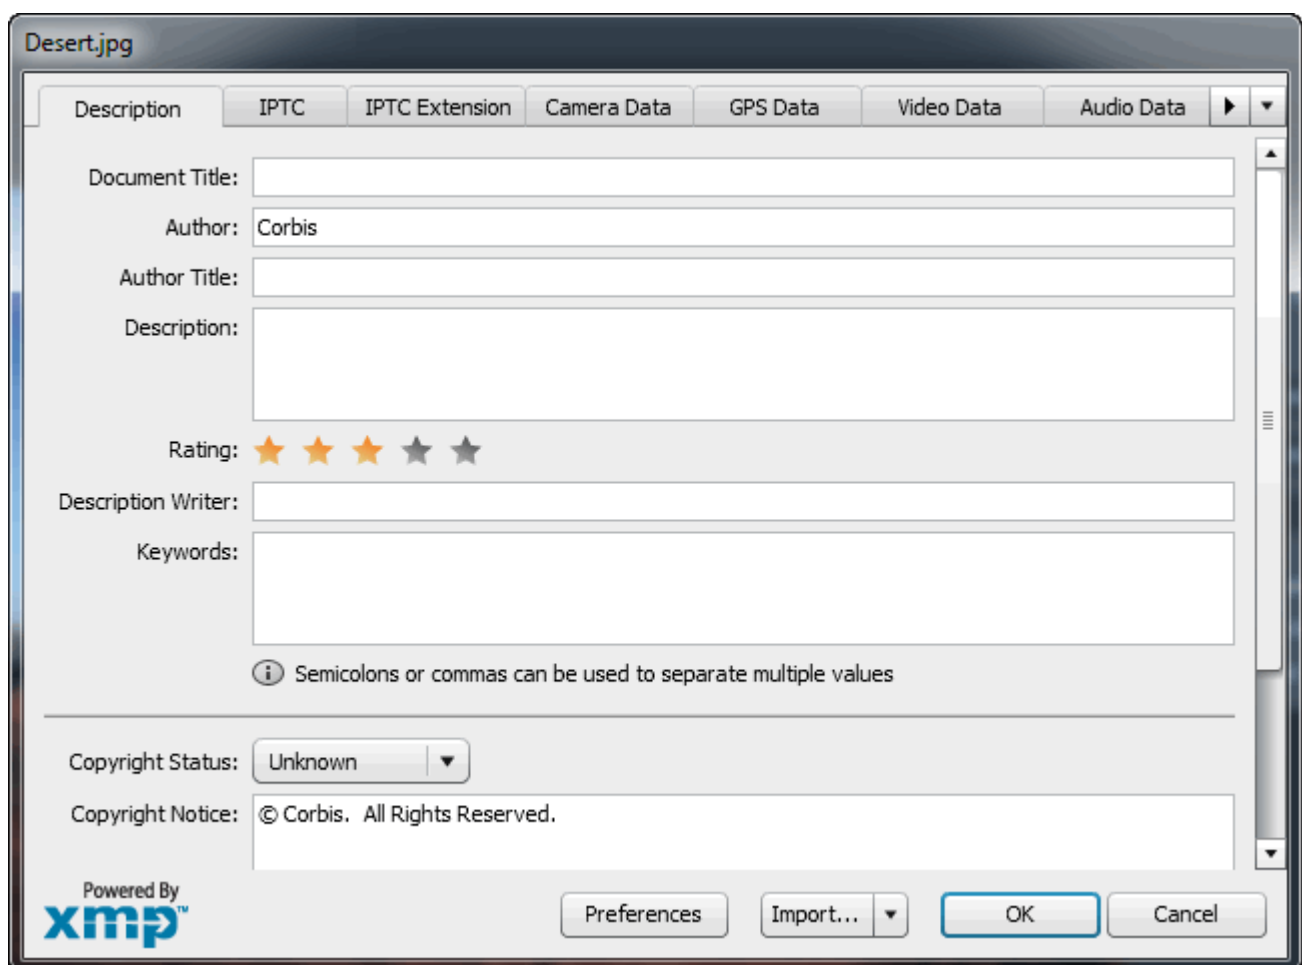 Desert.jpg
Description IPTC IPTC Extension Camera Data GPS Data Video Data Audio Data
Document Title:
Author: Corbis
Author Title:
Description:
Rating:
Description Writer:
Keywords:
Semicolons or commas can be used to separate multiple values
Copyright Status: Unknown
Copyright Notice: © Corbis.  All Rights Reserved.
Powered By
xmp™
Preferences Import... OK Cancel